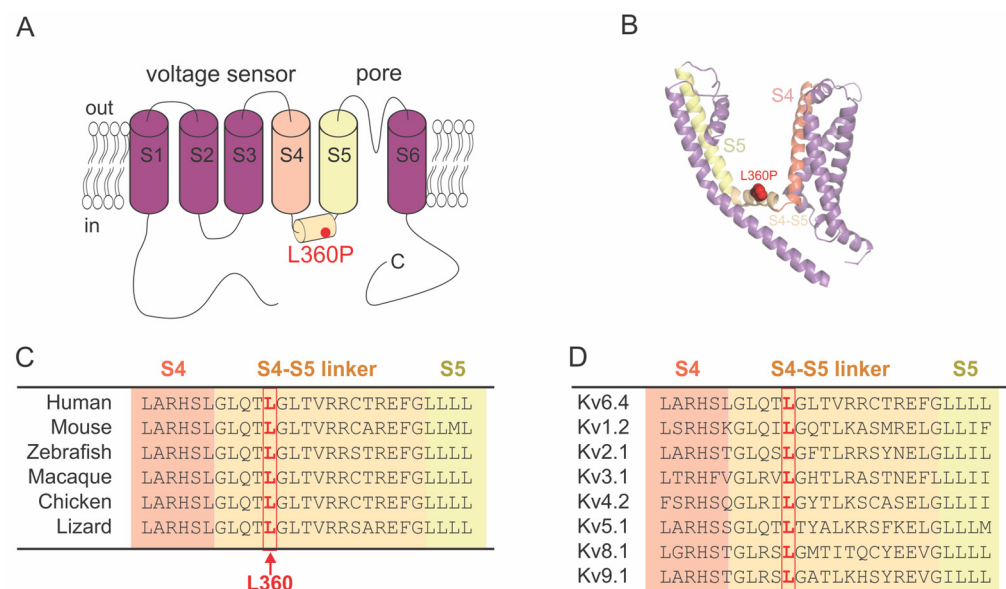 A
voltage sensor pore
out
S1 S2 S3 S4 S5 S6
in
L360P
C
B
S4
S5
L360P
S4-S5
C
S4 S4-S5 linker S5
Human LARHSLGLQTLGLTVRRCTREFGLLLL
Mouse LARHSLGLQTLGLTVRRCAREFGLLML
Zebrafish LARHSLGLQTLGLTVRRSTREFGLLLL
Macaque LARHSLGLQTLGLTVRRCTREFGLLLL
Chicken LARHSLGLQTLGLTVRRCTREFGLLLL
Lizard LARHSLGLQTLGLTVRRSAREFGLLLL
L360
D
S4 S4-S5 linker S5
Kv6.4 LARHSLGLQTLGLTVRRCTREFGLLLL
Kv1.2 LSRHSKGLQILGQTLKASMRELGLLIF
Kv2.1 LARHSTGLQSLGFTLRRSYNELGLLIL
Kv3.1 LTRHFVGLRVLGHTLRASTNEFLLLII
Kv4.2 FSRHSQGLRILGYTLKSCASELGLLLI
Kv5.1 LARHSSGLQTLTYALKRSFKELGLLLM
Kv8.1 LGRHSTGLRSLGMTITQCYEEVGLLLL
Kv9.1 LARHSTGLRSLGATLKHSYREVGILLL